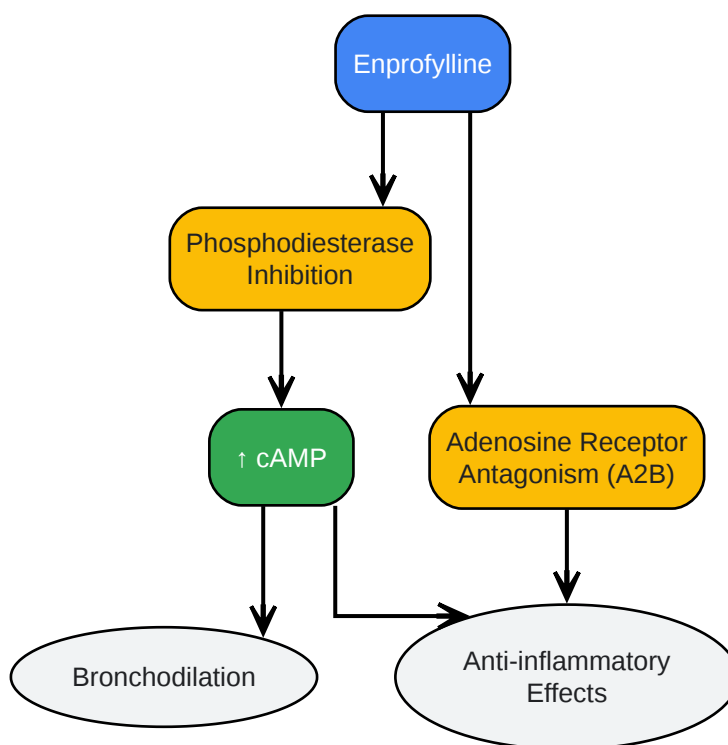 Enprofylline
Phosphodiesterase
Inhibition
↑ cAMP
Adenosine Receptor
Antagonism (A2B)
Bronchodilation
Anti-inflammatory
Effects